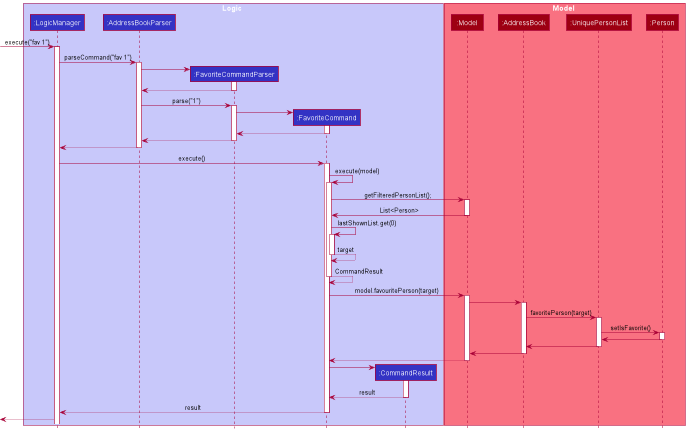 Logic
Model
:LogicManager
:AddressBookParser
:Model
:AddressBook
:UniquePersonList
:Person
execute("fav 1")
parseCommand("fav 1")
:FavoriteCommandParser
parse("1")
:FavoriteCommand
execute()
execute(model)
getFilteredPersonList();
List<Person>
lastShownList.get(0)
target
CommandResult
model.favouritePerson(target)
favoritePerson(target)
setIsFavorite()
:CommandResult
result
result